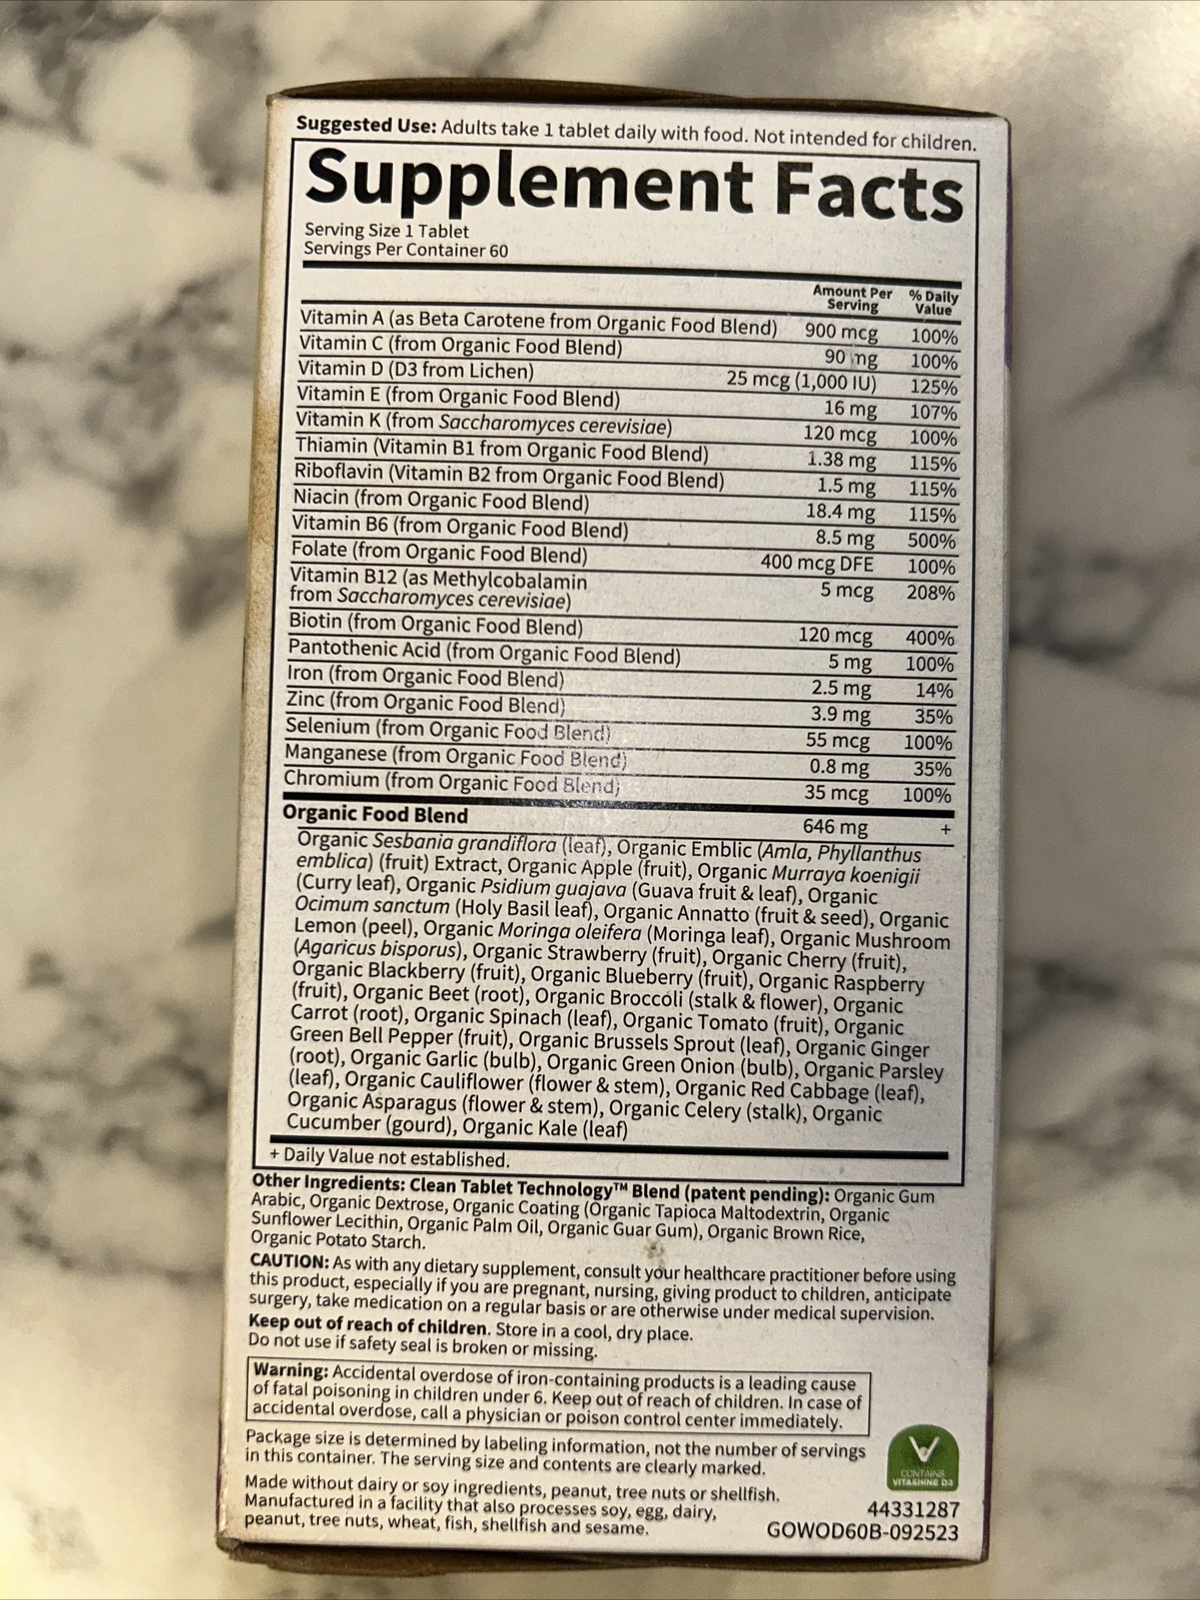 Suggested Use: Adults take 1 tablet daily with food. Not intended for children.
Supplement Facts
Serving Size 1 Tablet
Servings Per Container 60
Amount Per Serving % Daily Value
Vitamin A (as Beta Carotene from Organic Food Blend) 900 mcg 100%
Vitamin C (from Organic Food Blend) 90 mg 100%
Vitamin D (D3 from Lichen) 25 mcg (1,000 IU) 125%
Vitamin E (from Organic Food Blend) 16 mg 107%
Vitamin K (from Saccharomyces cerevisiae) 120 mcg 100%
Thiamin (Vitamin B1 from Organic Food Blend) 1.38 mg 115%
Riboflavin (Vitamin B2 from Organic Food Blend) 1.5 mg 115%
Niacin (from Organic Food Blend) 18.4 mg 115%
Vitamin B6 (from Organic Food Blend) 8.5 mg 500%
Folate (from Organic Food Blend) 400 mcg DFE 100%
Vitamin B12 (as Methylcobalamin
from Saccharomyces cerevisiae) 5 mcg 208%
Biotin (from Organic Food Blend) 120 mcg 400%
Pantothenic Acid (from Organic Food Blend) 5 mg 100%
Iron (from Organic Food Blend) 2.5 mg 14%
Zinc (from Organic Food Blend) 3.9 mg 35%
Selenium (from Organic Food Blend) 55 mcg 100%
Manganese (from Organic Food Blend) 0.8 mg 35%
Chromium (from Organic Food Blend) 35 mcg 100%
Organic Food Blend 646 mg +
Organic Sesbania grandiflora (leaf), Organic Emblic (Amla, Phyllanthus
emblica) (fruit) Extract, Organic Apple (fruit), Organic Murraya koenigii
(Curry leaf), Organic Psidium guajava (Guava fruit & leaf), Organic
Ocimum sanctum (Holy Basil leaf), Organic Annatto (fruit & seed), Organic
Lemon (peel), Organic Moringa oleifera (Moringa leaf), Organic Mushroom
(Agaricus bisporus), Organic Strawberry (fruit), Organic Cherry (fruit),
Organic Blackberry (fruit), Organic Blueberry (fruit), Organic Raspberry
(fruit), Organic Beet (root), Organic Broccoli (stalk & flower), Organic
Carrot (root), Organic Spinach (leaf), Organic Tomato (fruit), Organic
Green Bell Pepper (fruit), Organic Brussels Sprout (leaf), Organic Ginger
(root), Organic Garlic (bulb), Organic Green Onion (bulb), Organic Parsley
(leaf), Organic Cauliflower (flower & stem), Organic Red Cabbage (leaf),
Organic Asparagus (flower & stem), Organic Celery (stalk), Organic
Cucumber (gourd), Organic Kale (leaf)
+ Daily Value not established.
Other Ingredients: Clean Tablet Technology™ Blend (patent pending): Organic Gum
Arabic, Organic Dextrose, Organic Coating (Organic Tapioca Maltodextrin, Organic
Sunflower Lecithin, Organic Palm Oil, Organic Guar Gum), Organic Brown Rice,
Organic Potato Starch.
CAUTION: As with any dietary supplement, consult your healthcare practitioner before using
this product, especially if you are pregnant, nursing, giving product to children, anticipate
surgery, take medication on a regular basis or are otherwise under medical supervision.
Keep out of reach of children. Store in a cool, dry place.
Do not use if safety seal is broken or missing.
Warning: Accidental overdose of iron-containing products is a leading cause
of fatal poisoning in children under 6. Keep out of reach of children. In case of
accidental overdose, call a physician or poison control center immediately.
Package size is determined by labeling information, not the number of servings
in this container. The serving size and contents are clearly marked.
Made without dairy or soy ingredients, peanut, tree nuts or shellfish.
Manufactured in a facility that also processes soy, egg, dairy,
peanut, tree nuts, wheat, fish, shellfish and sesame.
CONTAINS
VITASHINE D3
44331287
GOWOD60B-092523